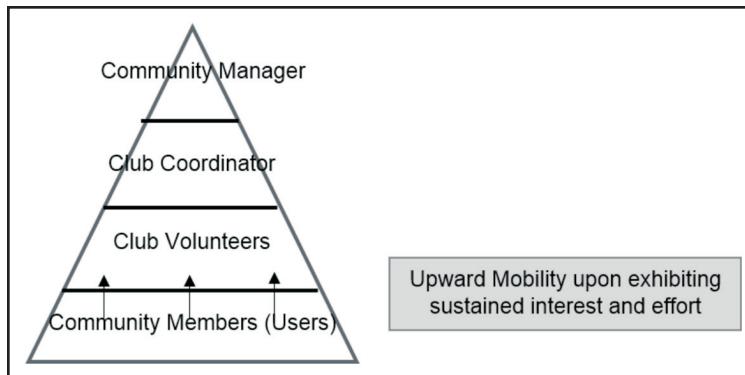 Community Manager
Club Coordinator
Club Volunteers
Community Members (Users)
Upward Mobility upon exhibiting
sustained interest and effort